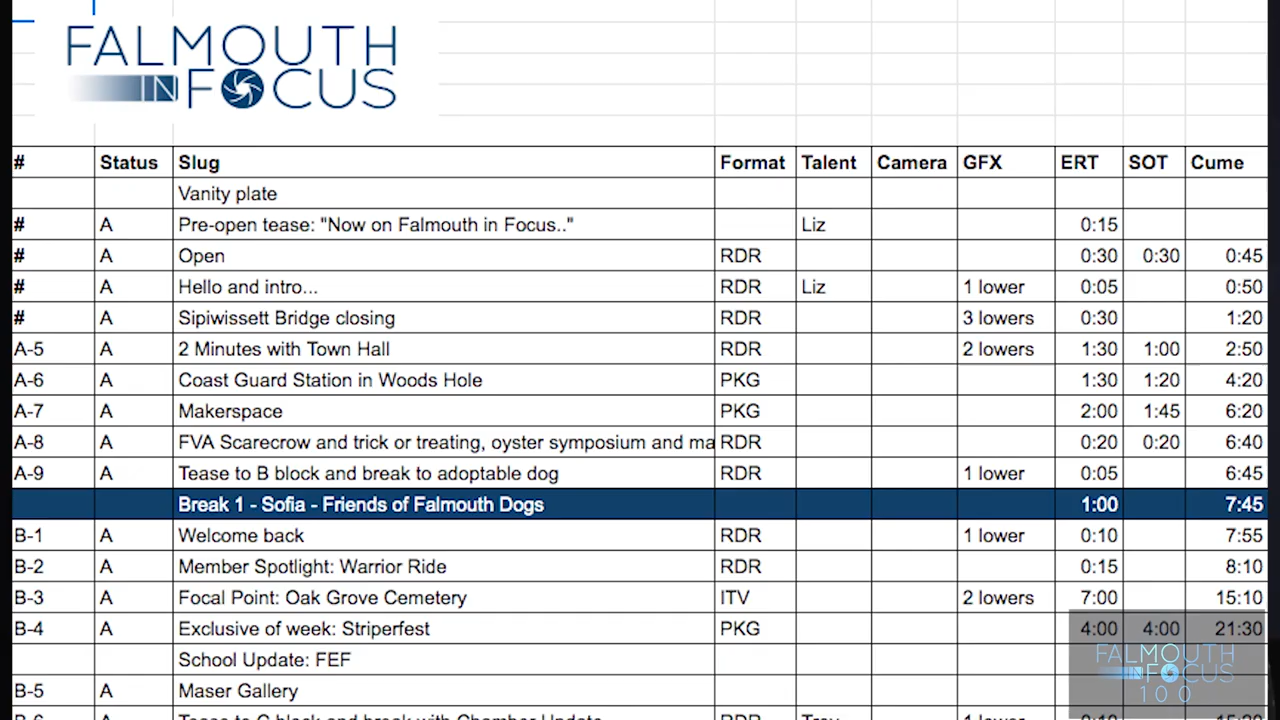 FALMOUTH
IN FOCUS
# Status Slug Format Talent Camera GFX ERT SOT Cume
Vanity plate
# A Pre-open tease: "Now on Falmouth in Focus.." Liz 0:15
# A Open RDR 0:30 0:30 0:45
# A Hello and intro... RDR Liz 1 lower 0:05 0:50
# A Sipiwissett Bridge closing RDR 3 lowers 0:30 1:20
A-5 A 2 Minutes with Town Hall RDR 2 lowers 1:30 1:00 2:50
A-6 A Coast Guard Station in Woods Hole PKG 1:30 1:20 4:20
A-7 A Makerspace PKG 2:00 1:45 6:20
A-8 A FVA Scarecrow and trick or treating, oyster symposium and ma RDR 0:20 0:20 6:40
A-9 A Tease to B block and break to adoptable dog RDR 1 lower 0:05 6:45
Break 1 - Sofia - Friends of Falmouth Dogs 1:00 7:45
B-1 A Welcome back RDR 1 lower 0:10 7:55
B-2 A Member Spotlight: Warrior Ride RDR 0:15 8:10
B-3 A Focal Point: Oak Grove Cemetery ITV 2 lowers 7:00 15:10
B-4 A Exclusive of week: Striperfest PKG 4:00 4:00 21:30
School Update: FEF
FALMOUTH
IN FOCUS
100
B-5 A Maser Gallery
Tease to C block and break with Chamber Update